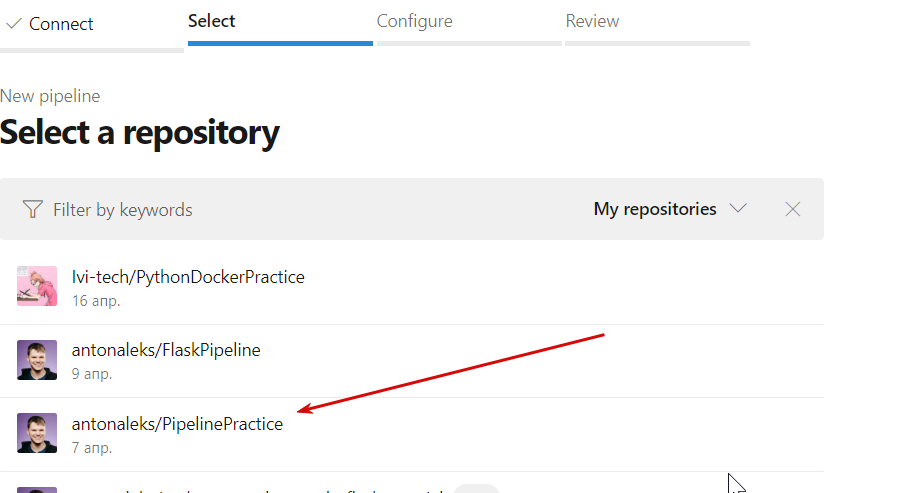 Connect
Select
Configure
Review
New pipeline
Select a repository
Filter by keywords
My repositories
lvi-tech/PythonDockerPractice
16 апр.
antonaleks/FlaskPipeline
9 апр.
antonaleks/PipelinePractice
7 апр.